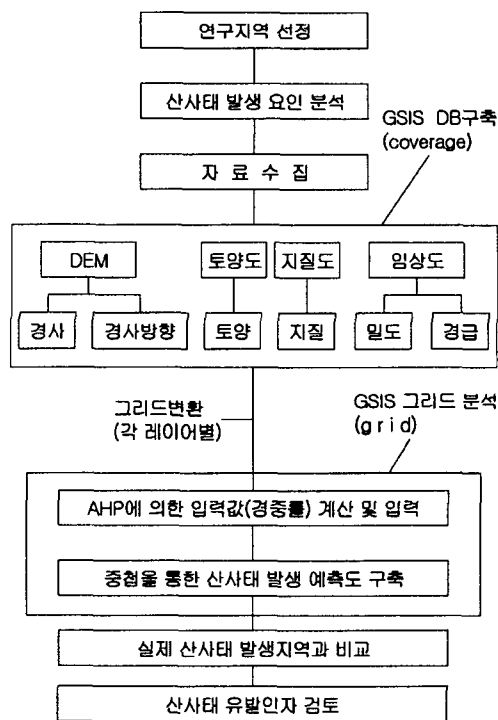 연구지역 선정
산사태 발생 요인 분석
GSIS DB구축
(coverage)
자 료 수 집
DEM 토양도 지질도 임상도
경사 경사방향 토양 지질 밀도 경급
그리드변환
(각 레이어별)
GSIS 그리드 분석
(grid)
AHP에 의한 입력값(경중률) 계산 및 입력
중첩을 통한 산사태 발생 예측도 구축
실제 산사태 발생지역과 비교
산사태 유발인자 검토